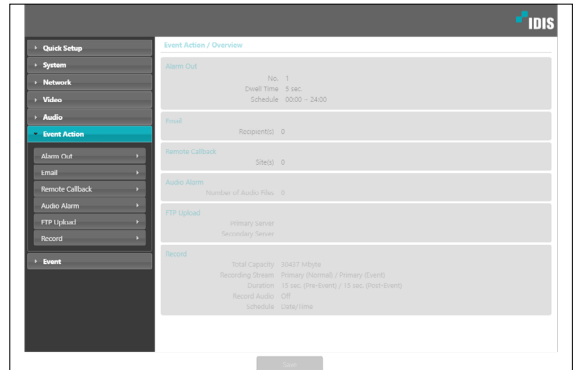 IDIS
Quick Setup
System
Network
Video
Audio
Event Action
Alarm Out
Email
Remote Callback
Audio Alarm
FTP Upload
Record
Event
Event Action / Overview
Alarm Out
No. 1
Dwell Time 5 sec.
Schedule 00:00 ~ 24:00
Email
Recipient(s) 0
Remote Callback
Site(s) 0
Audio Alarm
Number of Audio Files 0
FTP Upload
Primary Server
Secondary Server
Record
Total Capacity 30437 Mbyte
Recording Stream Primary (Normal) / Primary (Event)
Duration 15 sec. (Pre-Event) / 15 sec. (Post-Event)
Record Audio Off
Schedule Date/Time
Save